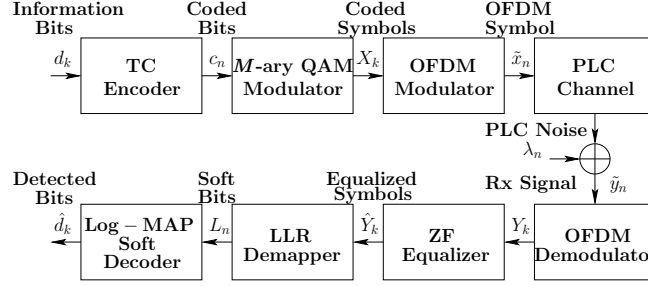 Information Bits
Coded Bits
Coded Symbols
OFDM Symbol
d_k
TC Encoder
c_n
M-ary QAM Modulator
X_k
OFDM Modulator
x̃_n
PLC Channel
PLC Noise
λ_n
Rx Signal
ỹ_n
Detected Bits
Soft Bits
Equalized Symbols
d̂_k
Log − MAP Soft Decoder
L_n
LLR Demapper
Ŷ_k
ZF Equalizer
Y_k
OFDM Demodulator